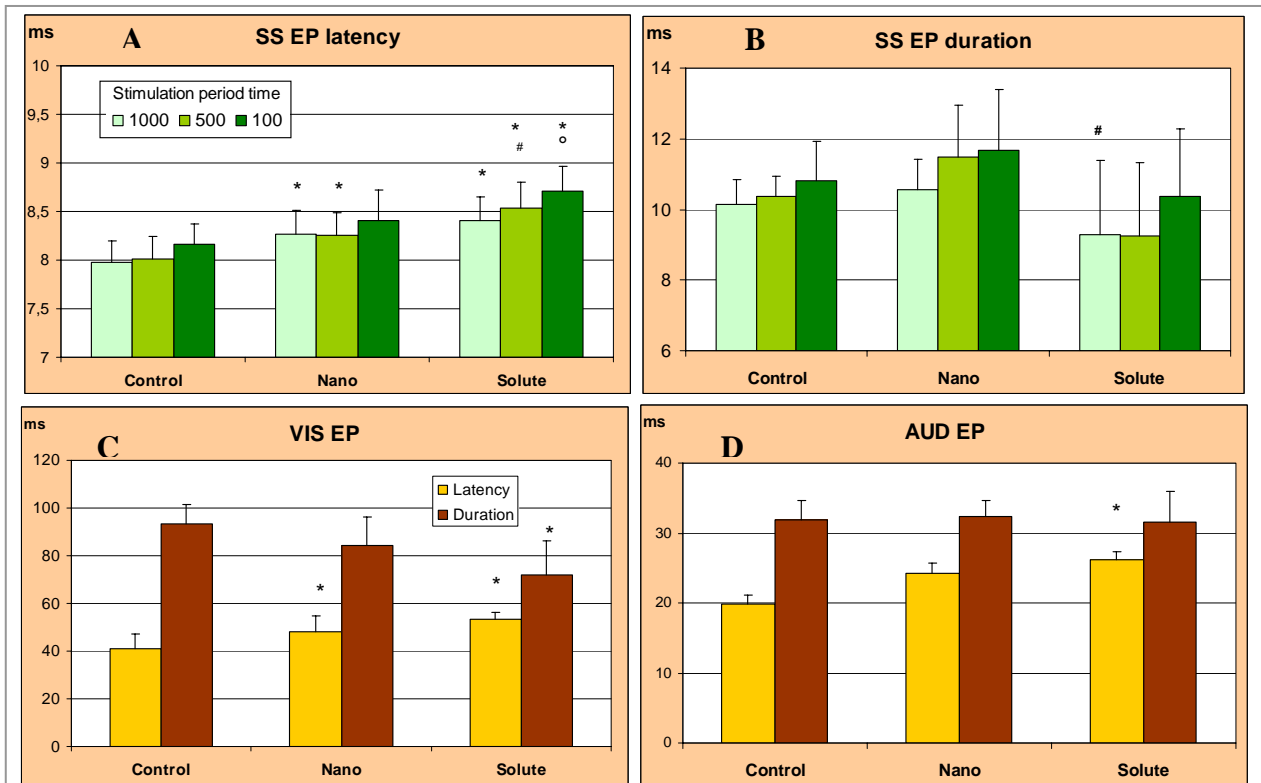 ms A SS EP latency
10
9,5
9
8,5
8
7,5
7
Stimulation period time
1000 500 100
* * * * # * °
Control Nano Solute
ms B SS EP duration
14
12
10
8
6
#
Control Nano Solute
ms C VIS EP
120
100
80
60
40
20
0
Latency
Duration
* * *
Control Nano Solute
ms D AUD EP
40
30
20
10
0
*
Control Nano Solute